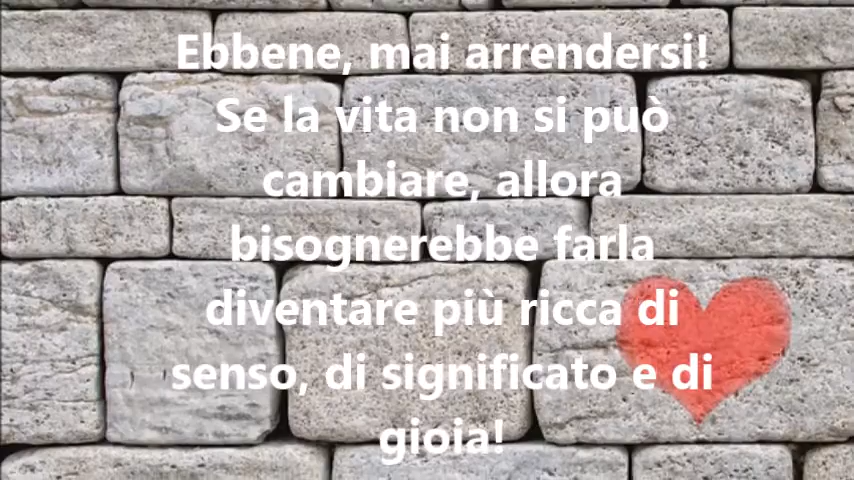 Ebbene, mai arrendersi!
Se la vita non si può
cambiare, allora
bisognerebbe farla
diventare più ricca di
senso, di significato e di
gioia!